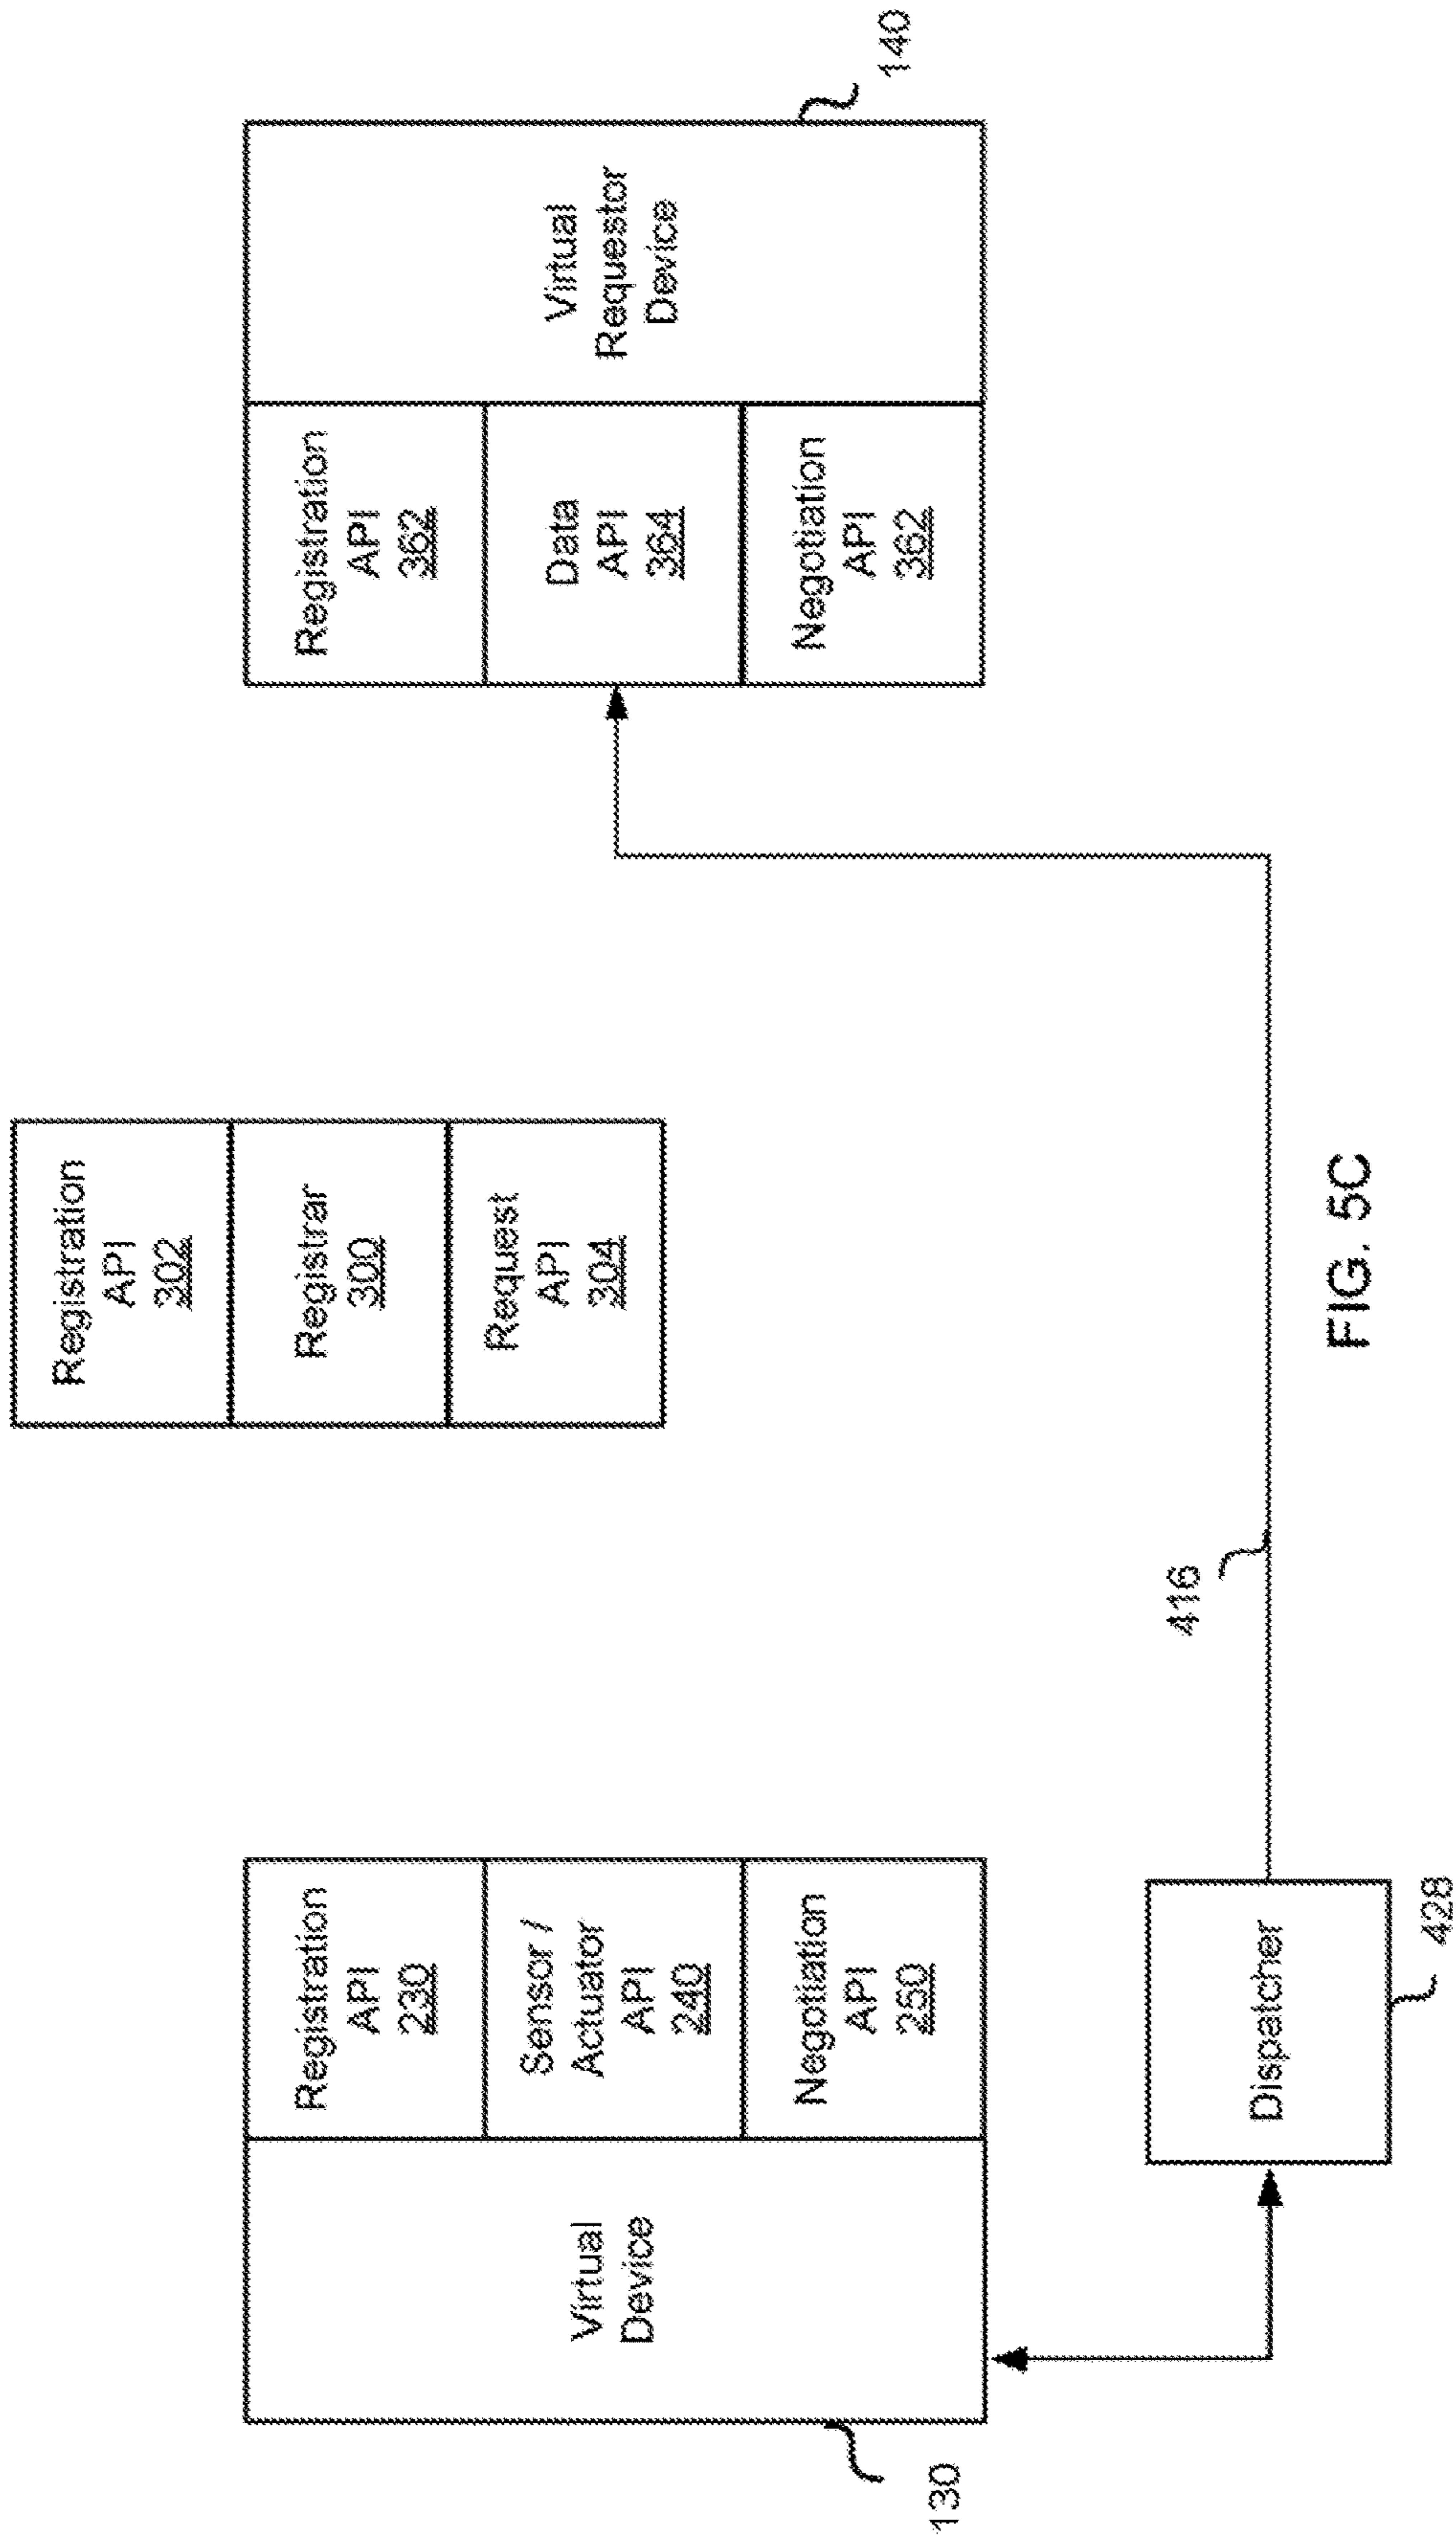 Registration
API
302
Registrar
300
Request
API
304
Virtual
Device
Registration
API
230
Sensor /
Actuator
API
240
Negotiation
API
250
130
Registration
API
362
Data
API
364
Negotiation
API
362
Virtual
Requestor
Device
140
Dispatcher
428
416
FIG. 5C